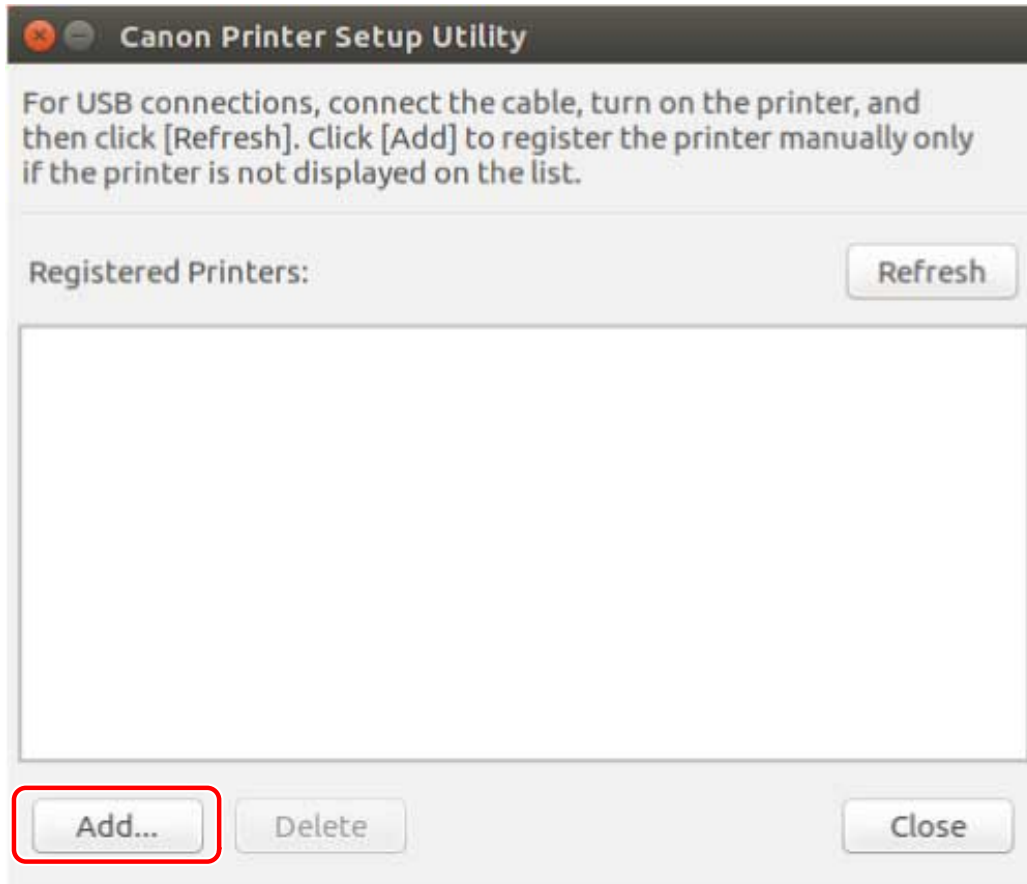 Canon Printer Setup Utility
For USB connections, connect the cable, turn on the printer, and
then click [Refresh]. Click [Add] to register the printer manually only
if the printer is not displayed on the list.
Registered Printers:
Refresh
Add...
Delete
Close